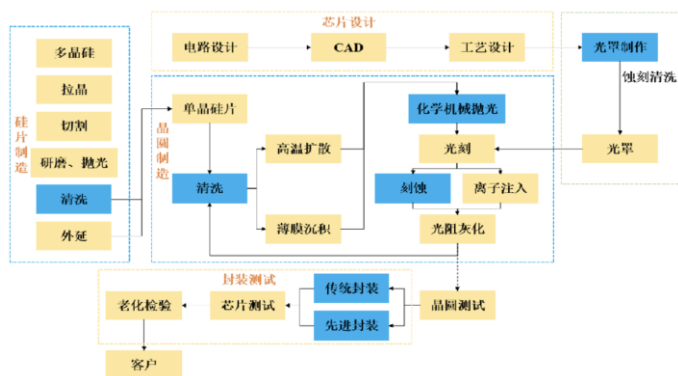 芯片设计
电路设计
CAD
工艺设计
光罩制作
蚀刻清洗
光罩
硅片制造
多晶硅
拉晶
切割
研磨、抛光
清洗
外延
晶圆制造
单晶硅片
清洗
高温扩散
薄膜沉积
化学机械抛光
光刻
刻蚀
离子注入
光阻灰化
封装测试
老化检验
芯片测试
传统封装
先进封装
晶圆测试
客户